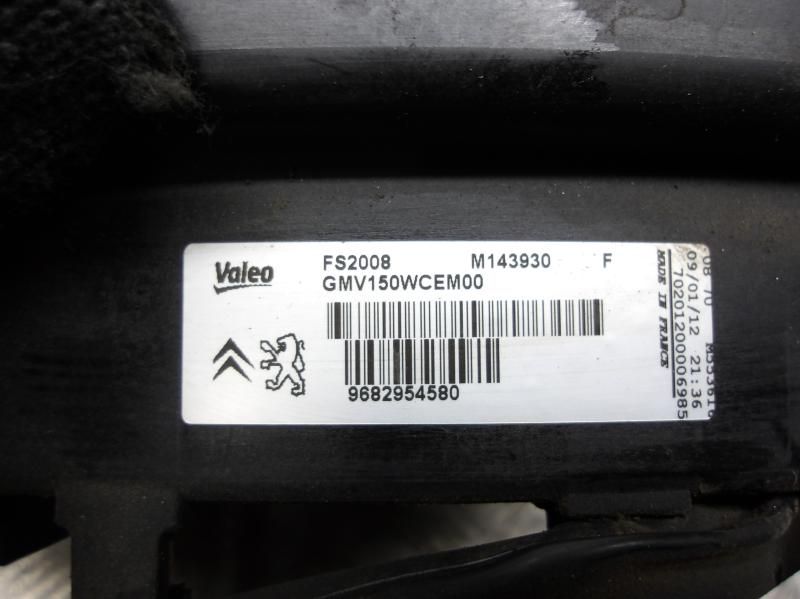 Valeo
FS2008 M143930 F
GMV150WCEM00
9682954580
MADE IN FRANCE
70201200006985
09/01/12 21:36